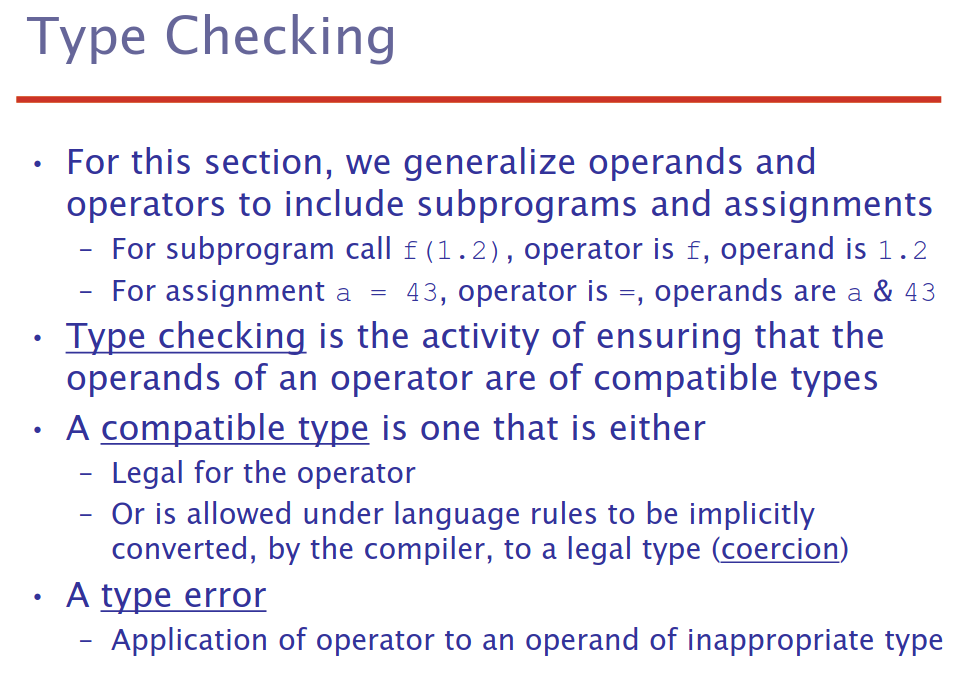 Type Checking
• For this section, we generalize operands and
operators to include subprograms and assignments
– For subprogram call f(1.2), operator is f, operand is 1.2
– For assignment a = 43, operator is =, operands are a & 43
• Type checking is the activity of ensuring that the
operands of an operator are of compatible types
• A compatible type is one that is either
– Legal for the operator
– Or is allowed under language rules to be implicitly
converted, by the compiler, to a legal type (coercion)
• A type error
– Application of operator to an operand of inappropriate type